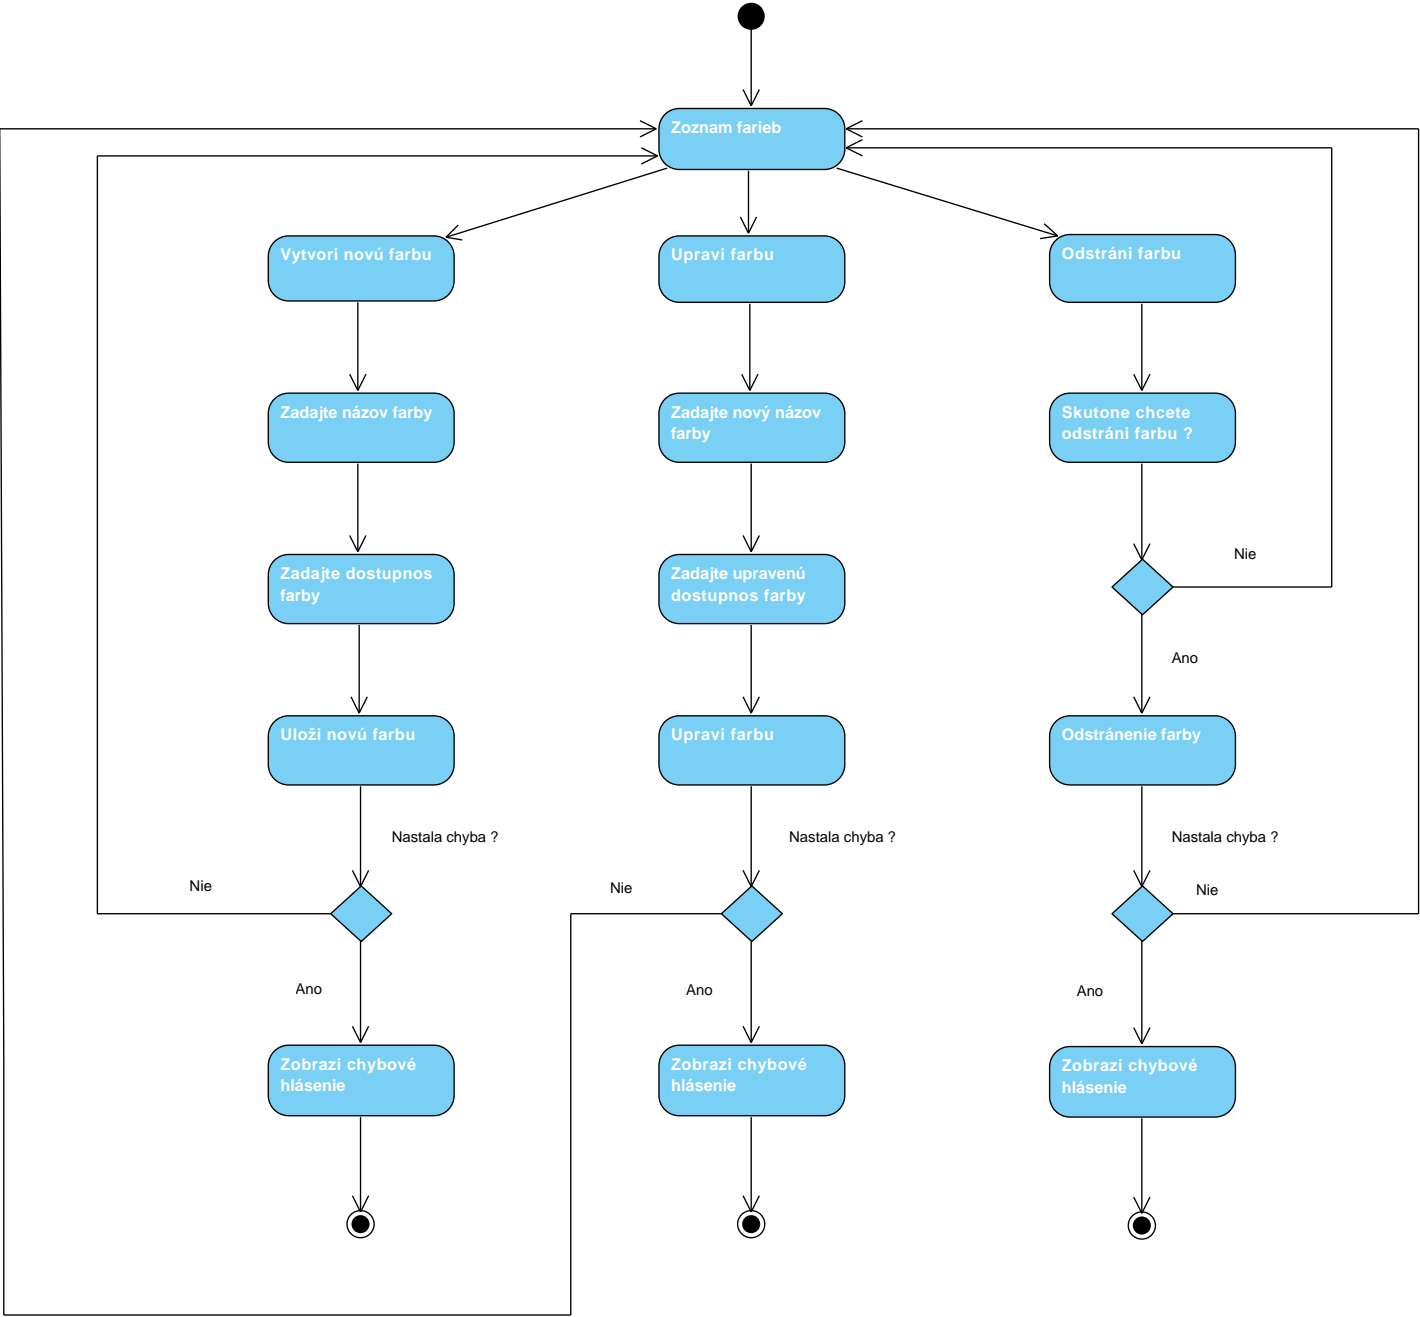 Zoznam farieb
Vytvori novú farbu
Upravi farbu
Odstráni farbu
Zadajte názov farby
Zadajte nový názov
farby
Skutone chcete
odstráni farbu ?
Zadajte dostupnos
farby
Zadajte upravenú
dostupnos farby
Nie
Ano
Uloži novú farbu
Upravi farbu
Odstránenie farby
Nastala chyba ?
Nastala chyba ?
Nastala chyba ?
Nie
Nie
Nie
Ano
Ano
Ano
Zobrazi chybové
hlásenie
Zobrazi chybové
hlásenie
Zobrazi chybové
hlásenie